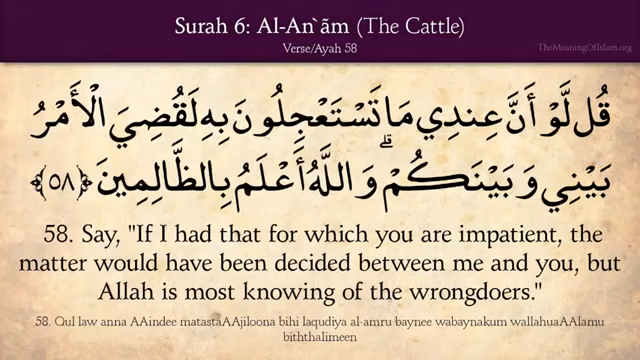 Surah 6: Al-An`ãm (The Cattle)
Verse/Ayah 58
TheMeaningOfIslam.org
قُل لَّوْ أَنَّ عِندِي مَا تَسْتَعْجِلُونَ بِهِ لَقُضِيَ الْأَمْرُ
بَيْنِي وَبَيْنَكُمْ ۗ وَاللَّهُ أَعْلَمُ بِالظَّالِمِينَ ﴿٥٨﴾
58. Say, "If I had that for which you are impatient, the
matter would have been decided between me and you, but
Allah is most knowing of the wrongdoers."
58. Qul law anna AAindee matastaAAjiloona bihi laqudiya al-amru baynee wabaynakum wallahuaAAlamu
biththalimeen